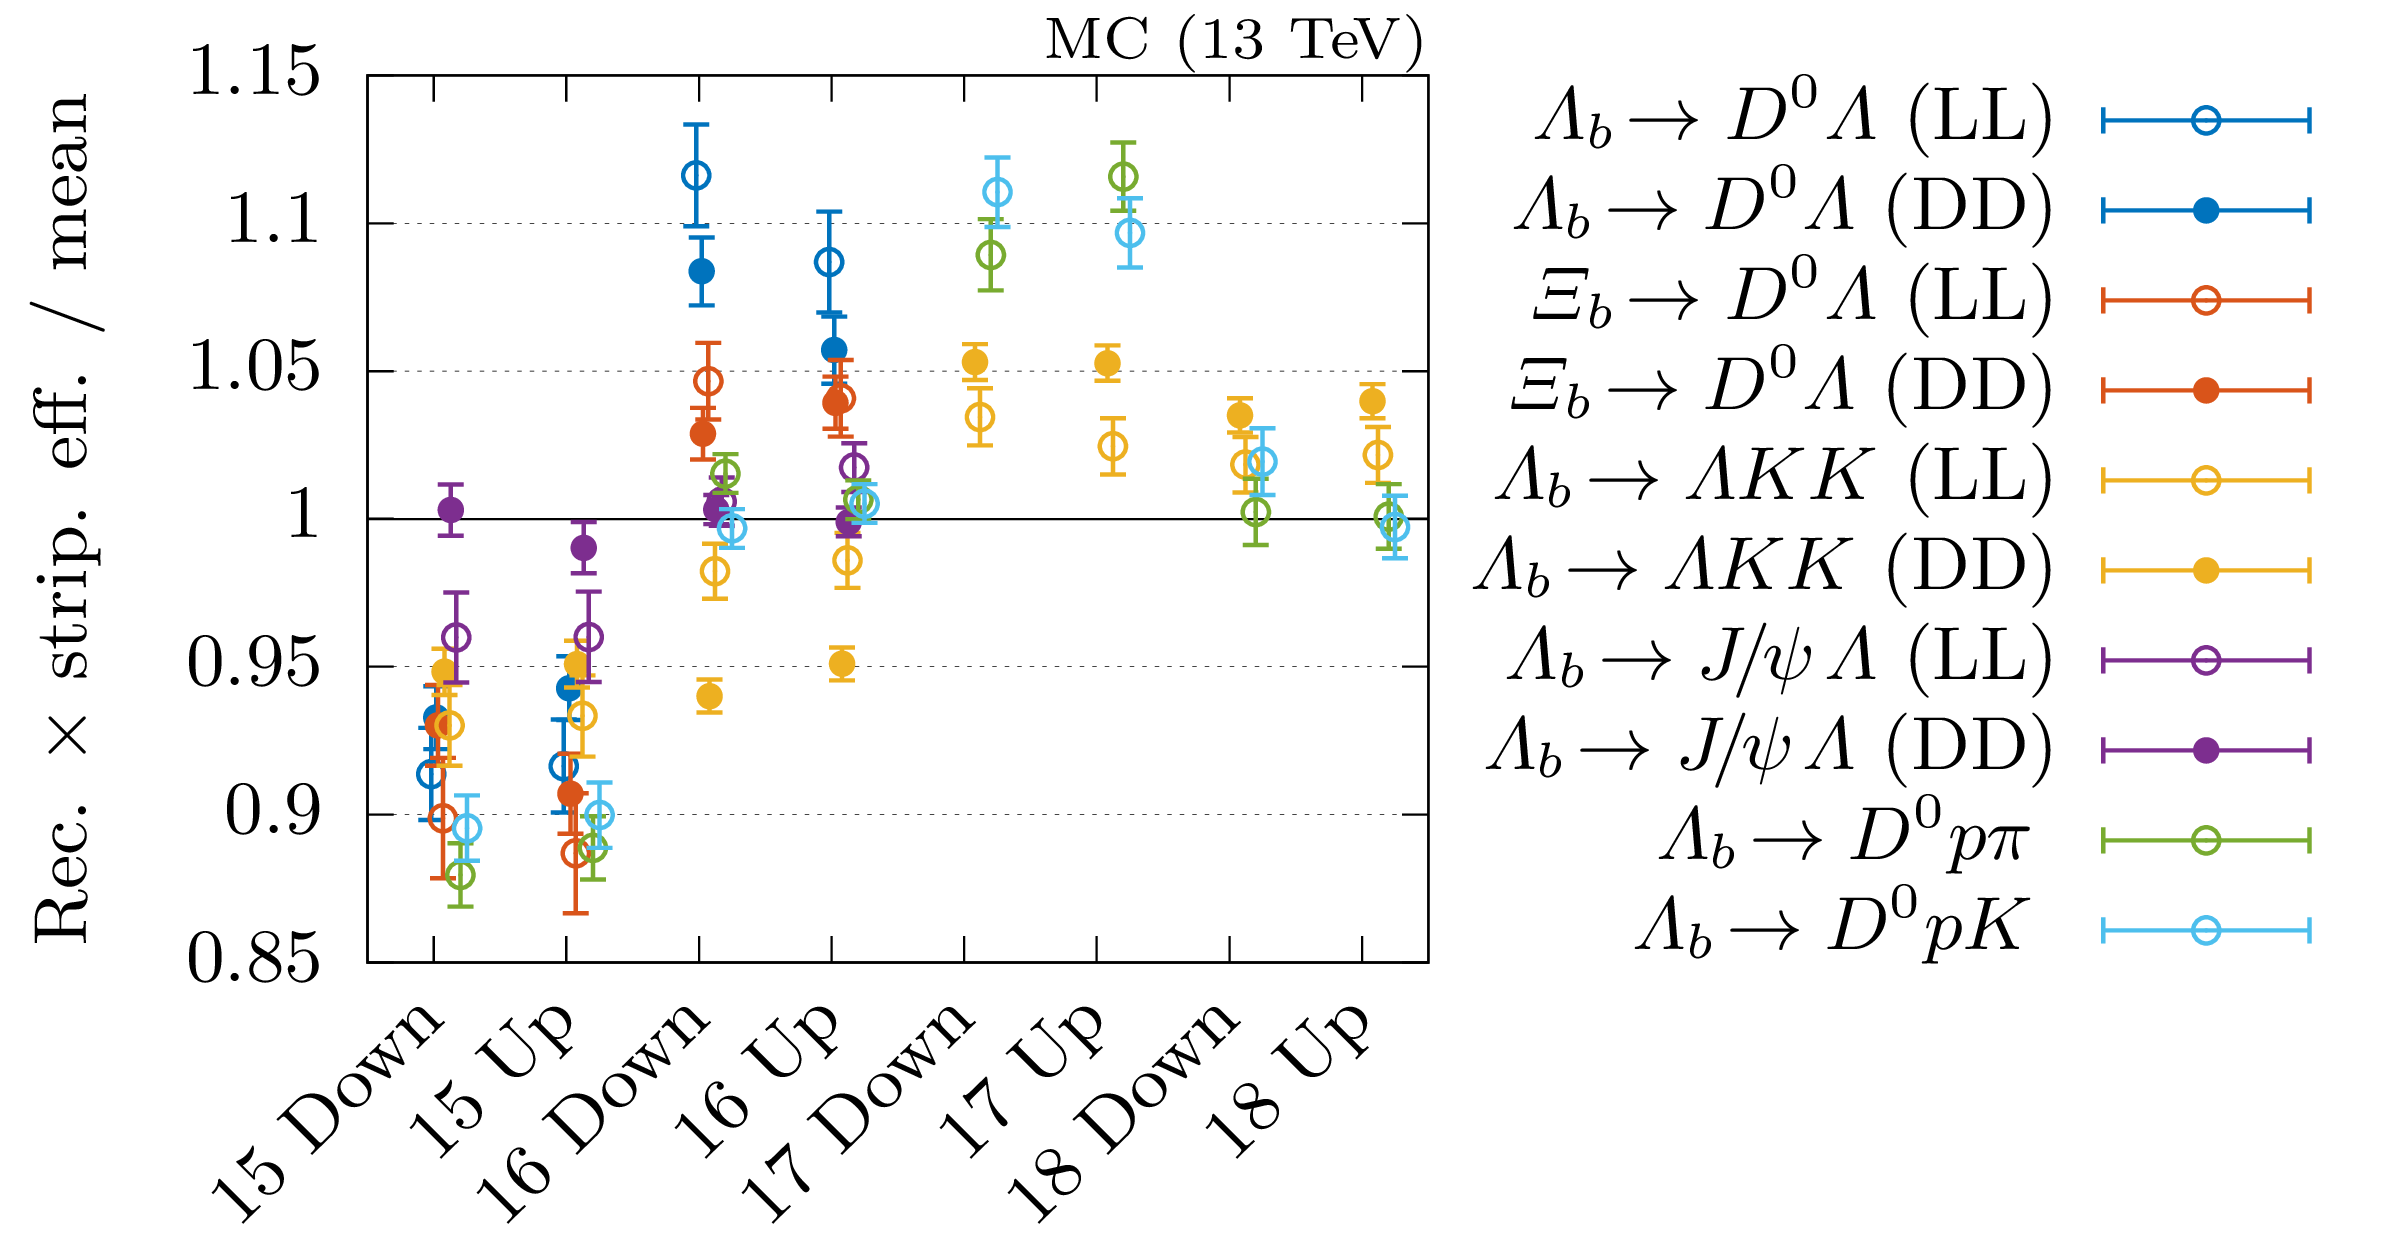 MC (13 TeV)
Rec. × strip. eff. / mean
1.15
1.1
1.05
1
0.95
0.9
0.85
15 Down
15 Up
16 Down
16 Up
17 Down
17 Up
18 Down
18 Up
Λb → D⁰Λ (LL)
Λb → D⁰Λ (DD)
Ξb → D⁰Λ (LL)
Ξb → D⁰Λ (DD)
Λb → ΛKK (LL)
Λb → ΛKK (DD)
Λb → J/ψ Λ (LL)
Λb → J/ψ Λ (DD)
Λb → D⁰pπ
Λb → D⁰pK